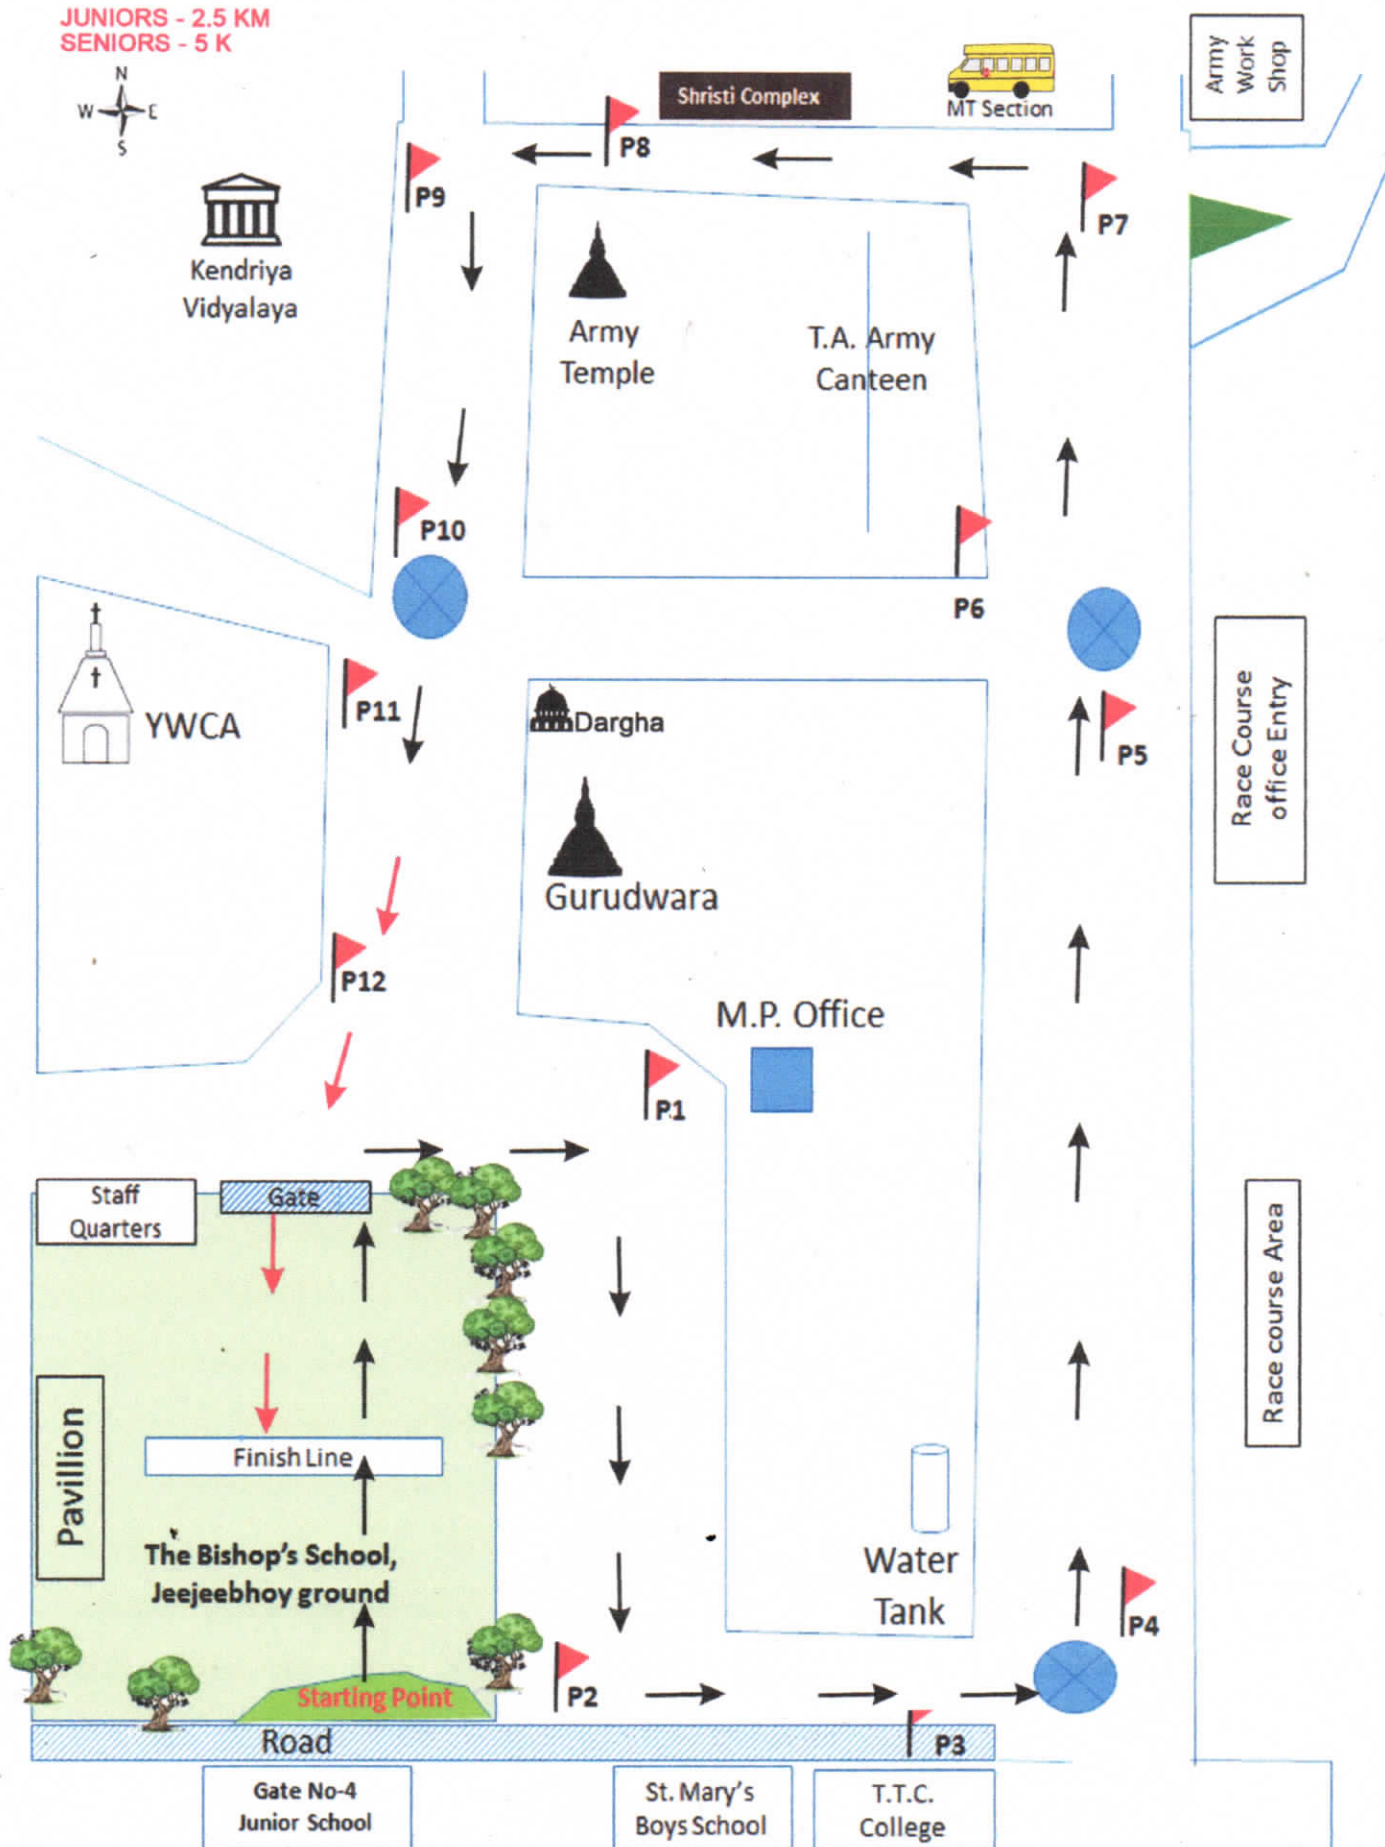 JUNIORS - 2.5 KM
SENIORS - 5 K
N
W
E
S
Shristi Complex
MT Section
Army
Work
Shop
P8
P9
P7
Kendriya
Vidyalaya
Army
Temple
T.A. Army
Canteen
P10
P6
P11
YWCA
Dargha
P5
Race Course
office Entry
Gurudwara
P12
M.P. Office
P1
Staff
Quarters
Gate
Race course Area
Pavillion
Finish Line
The Bishop's School,
Jeejeebhoy ground
Water
Tank
P4
Starting Point
P2
P3
Road
Gate No-4
Junior School
St. Mary's
Boys School
T.T.C.
College